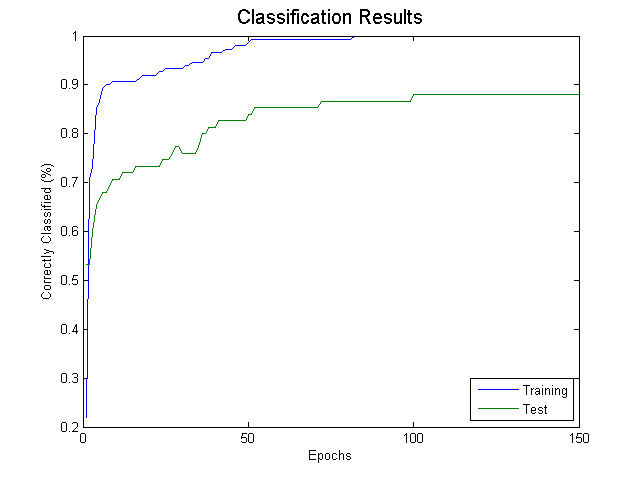 Classification Results
1
0.9
0.8
0.7
0.6
0.5
0.4
0.3
0.2
Correctly Classified (%)
0 50 100 150
Epochs
Training
Test